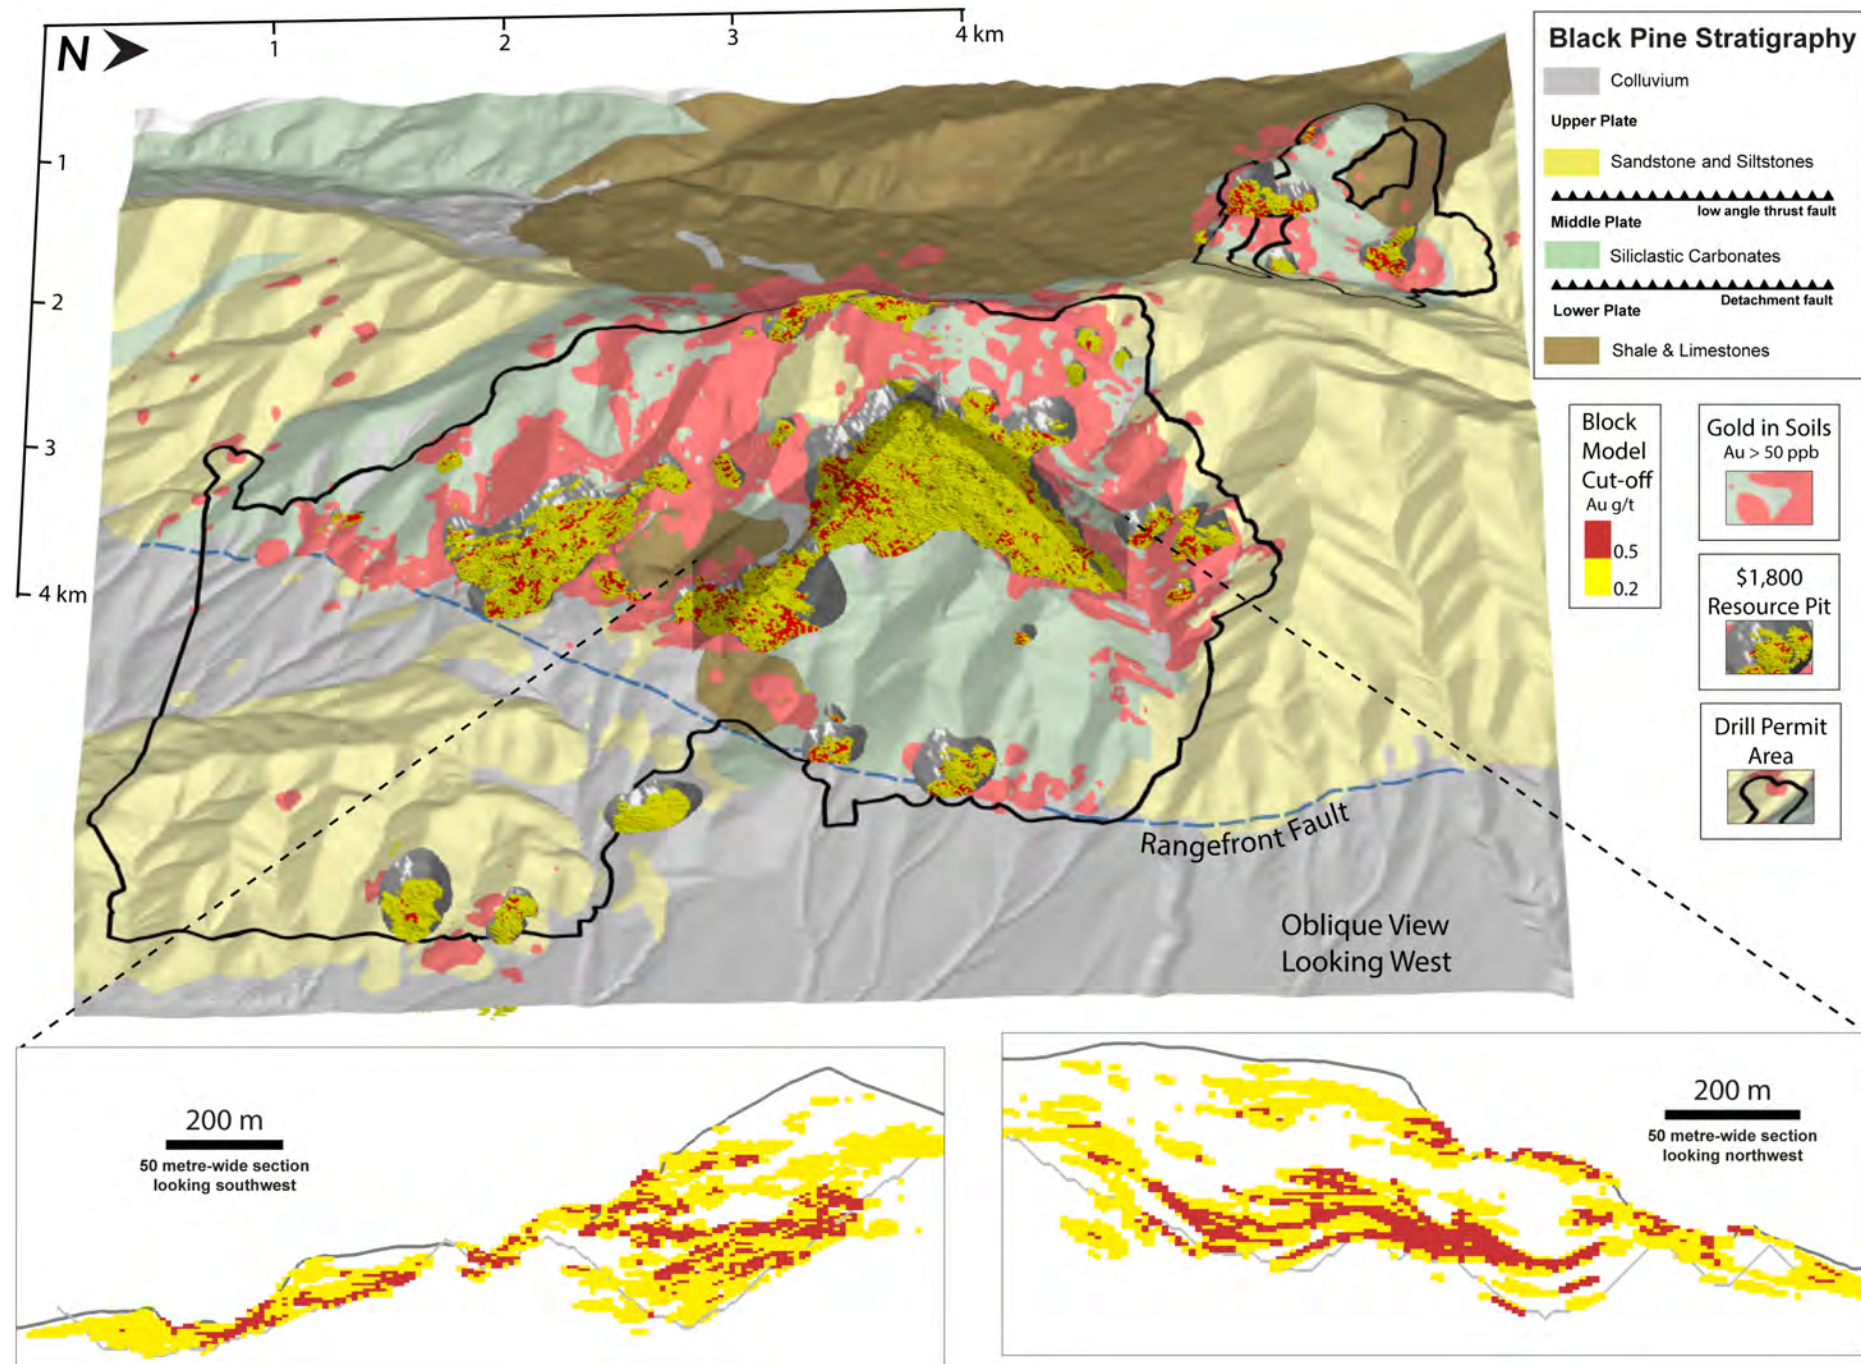 N
1
2
3
4 km
1
2
3
4 km
Black Pine Stratigraphy
Colluvium
Upper Plate
Sandstone and Siltstones
low angle thrust fault
Middle Plate
Siliclastic Carbonates
Detachment fault
Lower Plate
Shale & Limestones
Block
Model
Cut-off
Au g/t
0.5
0.2
Gold in Soils
Au > 50 ppb
$1,800
Resource Pit
Drill Permit
Area
Rangefront Fault
Oblique View
Looking West
200 m
50 metre-wide section
looking southwest
200 m
50 metre-wide section
looking northwest